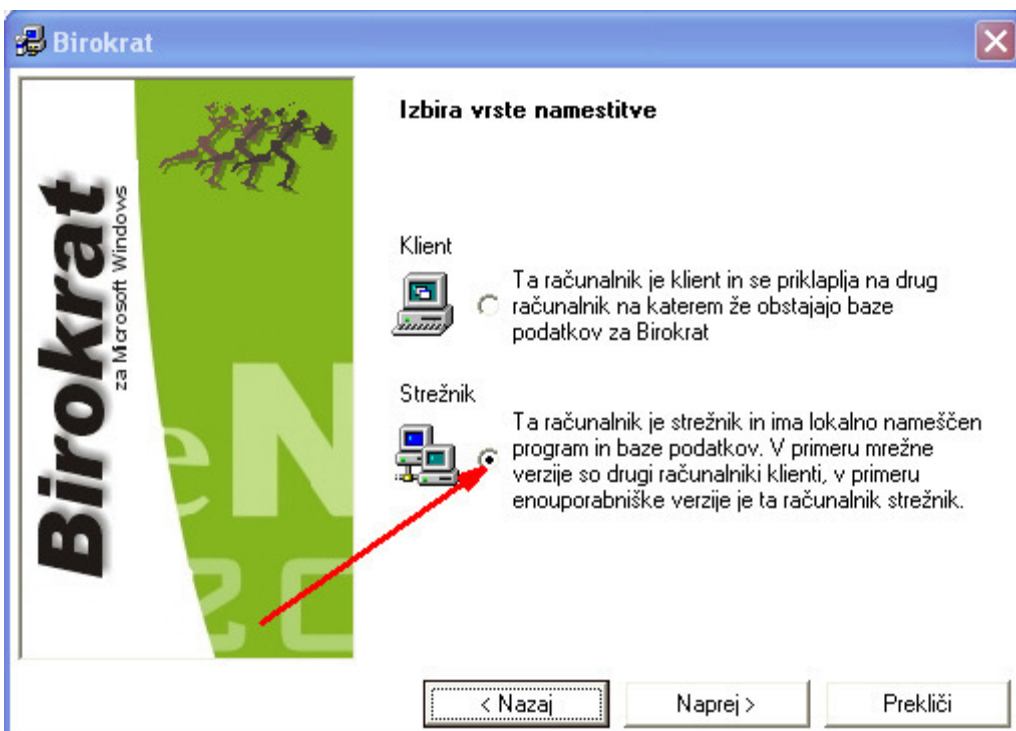 Birokrat
Birokrat
za Microsoft Windows
eN
20
Izbira vrste namestitve
Klient
Ta računalnik je klient in se priklaplja na drug
računalnik na katerem že obstajajo baze
podatkov za Birokrat
Strežnik
Ta računalnik je strežnik in ima lokalno nameščen
program in baze podatkov. V primeru mrežne
verzije so drugi računalniki klienti, v primeru
enouporabniške verzije je ta računalnik strežnik.
< Nazaj
Naprej >
Prekliči